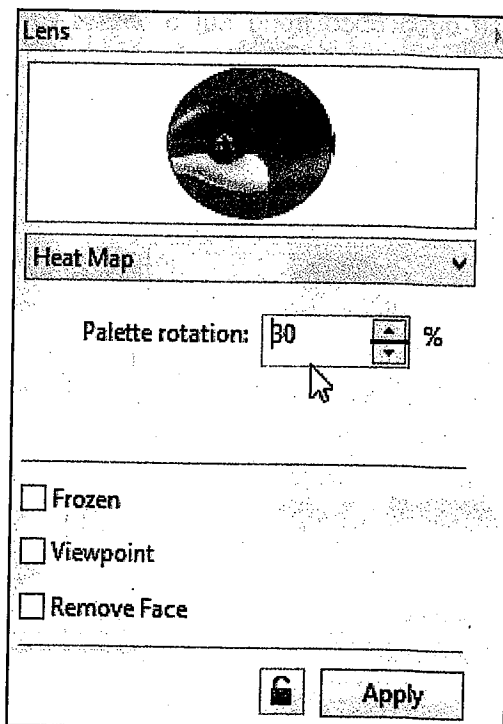 Lens
Heat Map
Palette rotation: 30 %
Frozen
Viewpoint
Remove Face
Apply